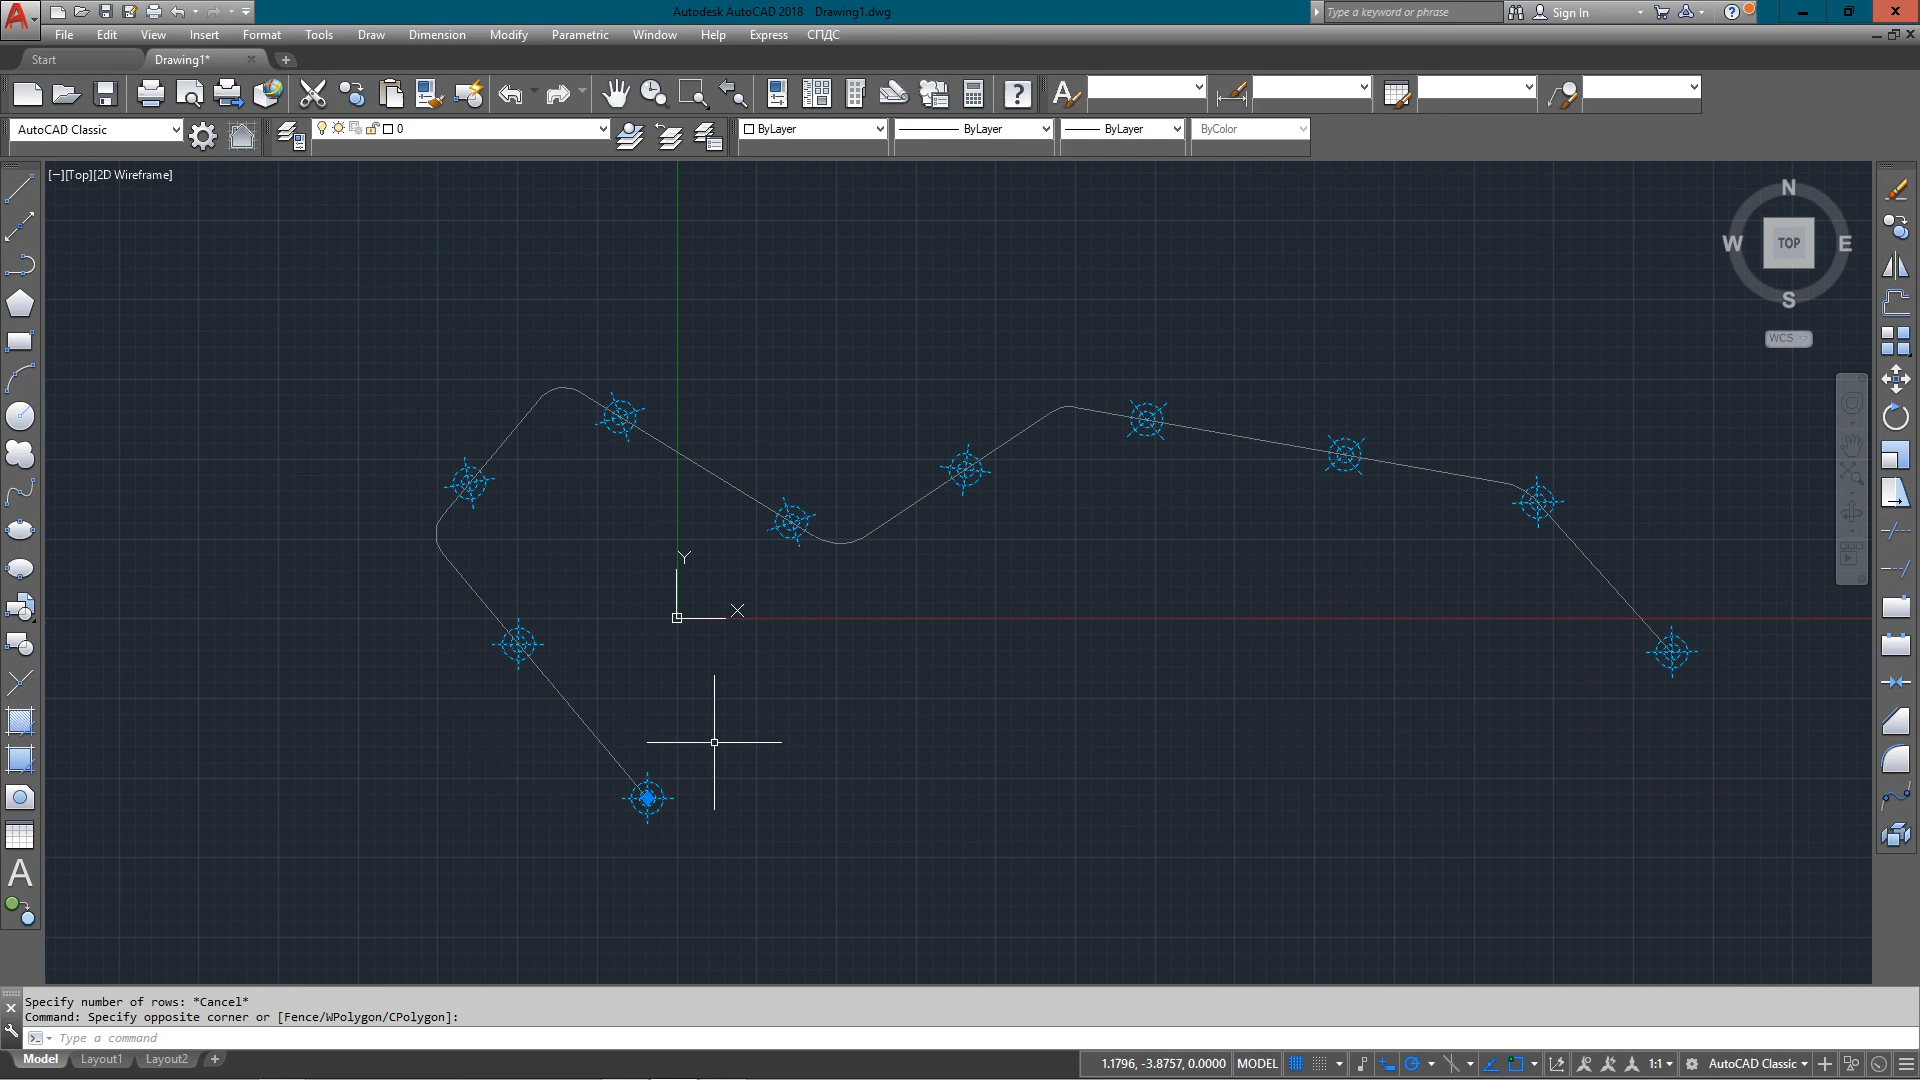 Autodesk AutoCAD 2018 Drawing1.dwg
Type a keyword or phrase
Sign In
File Edit View Insert Format Tools Draw Dimension Modify Parametric Window Help Express СПДС
Start
Drawing1*
AutoCAD Classic
0
ByLayer
ByLayer
ByLayer
ByColor
[−][Top][2D Wireframe]
N
W
TOP
E
S
WCS
Y
X
A
Specify number of rows: *Cancel*
Command: Specify opposite corner or [Fence/WPolygon/CPolygon]:
Type a command
Model Layout1 Layout2
1.1796, -3.8757, 0.0000 MODEL
1:1
AutoCAD Classic